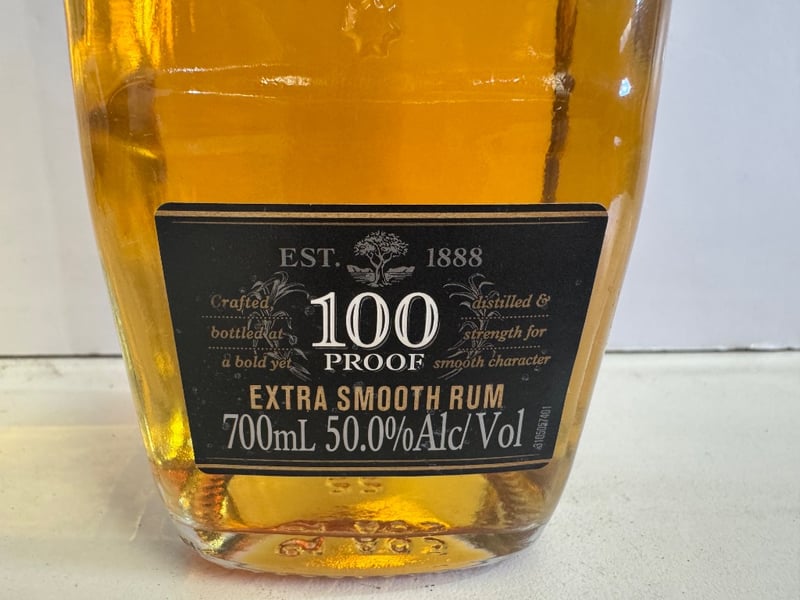 EST. 1888
Crafted distilled &
bottled at strength for
a bold yet smooth character
100
PROOF
EXTRA SMOOTH RUM
700mL 50.0%Alc/Vol